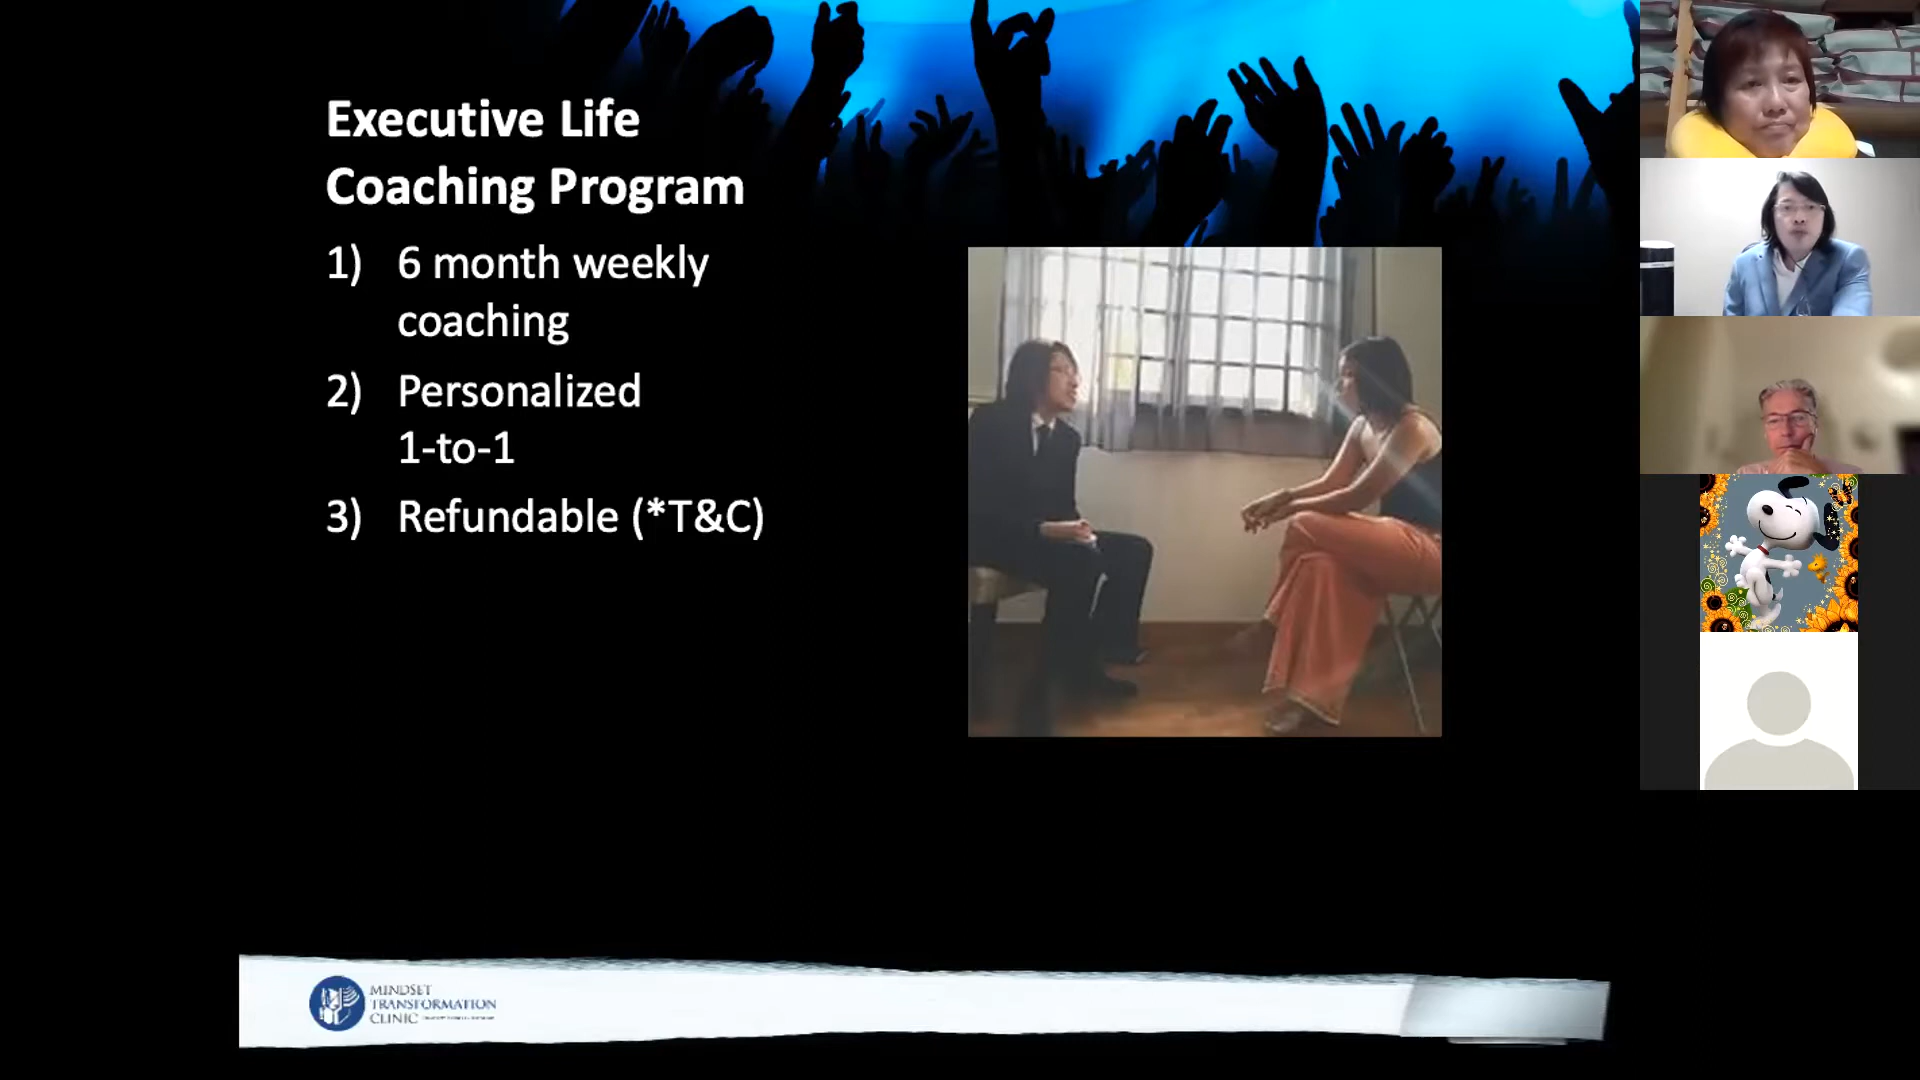 Executive Life
Coaching Program
1) 6 month weekly
coaching
2) Personalized
1-to-1
3) Refundable (*T&C)
MINDSET
TRANSFORMATION
CLINIC